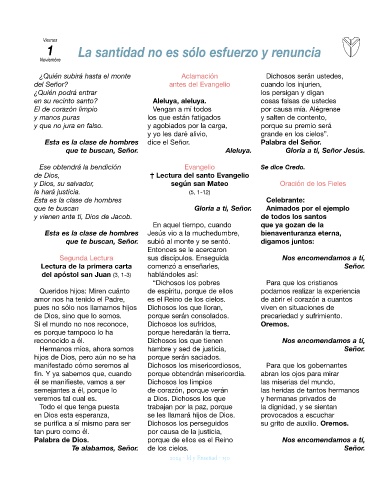 Viernes
1
Noviembre
La santidad no es sólo esfuerzo y renuncia
¿Quién subirá hasta el monte
del Señor?
¿Quién podrá entrar
en su recinto santo?
El de corazón limpio
y manos puras
y que no jura en falso.
Esta es la clase de hombres
que te buscan, Señor.
Ese obtendrá la bendición
de Dios,
y Dios, su salvador,
le hará justicia.
Esta es la clase de hombres
que te buscan
y vienen ante ti, Dios de Jacob.
Esta es la clase de hombres
que te buscan, Señor.
Segunda Lectura
Lectura de la primera carta
del apóstol san Juan (3, 1-3)
Queridos hijos: Miren cuánto
amor nos ha tenido el Padre,
pues no sólo nos llamamos hijos
de Dios, sino que lo somos.
Si el mundo no nos reconoce,
es porque tampoco lo ha
reconocido a él.
Hermanos míos, ahora somos
hijos de Dios, pero aún no se ha
manifestado cómo seremos al
fin. Y ya sabemos que, cuando
él se manifieste, vamos a ser
semejantes a él, porque lo
veremos tal cual es.
Todo el que tenga puesta
en Dios esta esperanza,
se purifica a sí mismo para ser
tan puro como él.
Palabra de Dios.
Te alabamos, Señor.
Aclamación
antes del Evangelio
Aleluya, aleluya.
Vengan a mí todos
los que están fatigados
y agobiados por la carga,
y yo les daré alivio,
dice el Señor.
Aleluya.
Evangelio
† Lectura del santo Evangelio
según san Mateo
(5, 1-12)
Gloria a ti, Señor.
En aquel tiempo, cuando
Jesús vio a la muchedumbre,
subió al monte y se sentó.
Entonces se le acercaron
sus discípulos. Enseguida
comenzó a enseñarles,
hablándoles así:
"Dichosos los pobres
de espíritu, porque de ellos
es el Reino de los cielos.
Dichosos los que lloran,
porque serán consolados.
Dichosos los sufridos,
porque heredarán la tierra.
Dichosos los que tienen
hambre y sed de justicia,
porque serán saciados.
Dichosos los misericordiosos,
porque obtendrán misericordia.
Dichosos los limpios
de corazón, porque verán
a Dios. Dichosos los que
trabajan por la paz, porque
se les llamará hijos de Dios.
Dichosos los perseguidos
por causa de la justicia,
porque de ellos es el Reino
de los cielos.
Dichosos serán ustedes,
cuando los injurien,
los persigan y digan
cosas falsas de ustedes
por causa mía. Alégrense
y salten de contento,
porque su premio será
grande en los cielos".
Palabra del Señor.
Gloria a ti, Señor Jesús.
Se dice Credo.
Oración de los Fieles
Celebrante:
Animados por el ejemplo
de todos los santos
que ya gozan de la
bienaventuranza eterna,
digamos juntos:
Nos encomendamos a ti,
Señor.
Para que los cristianos
podamos realizar la experiencia
de abrir el corazón a cuantos
viven en situaciones de
precariedad y sufrimiento.
Oremos.
Nos encomendamos a ti,
Señor.
Para que los gobernantes
abran los ojos para mirar
las miserias del mundo,
las heridas de tantos hermanos
y hermanas privados de
la dignidad, y se sientan
provocados a escuchar
su grito de auxilio. Oremos.
Nos encomendamos a ti,
Señor.